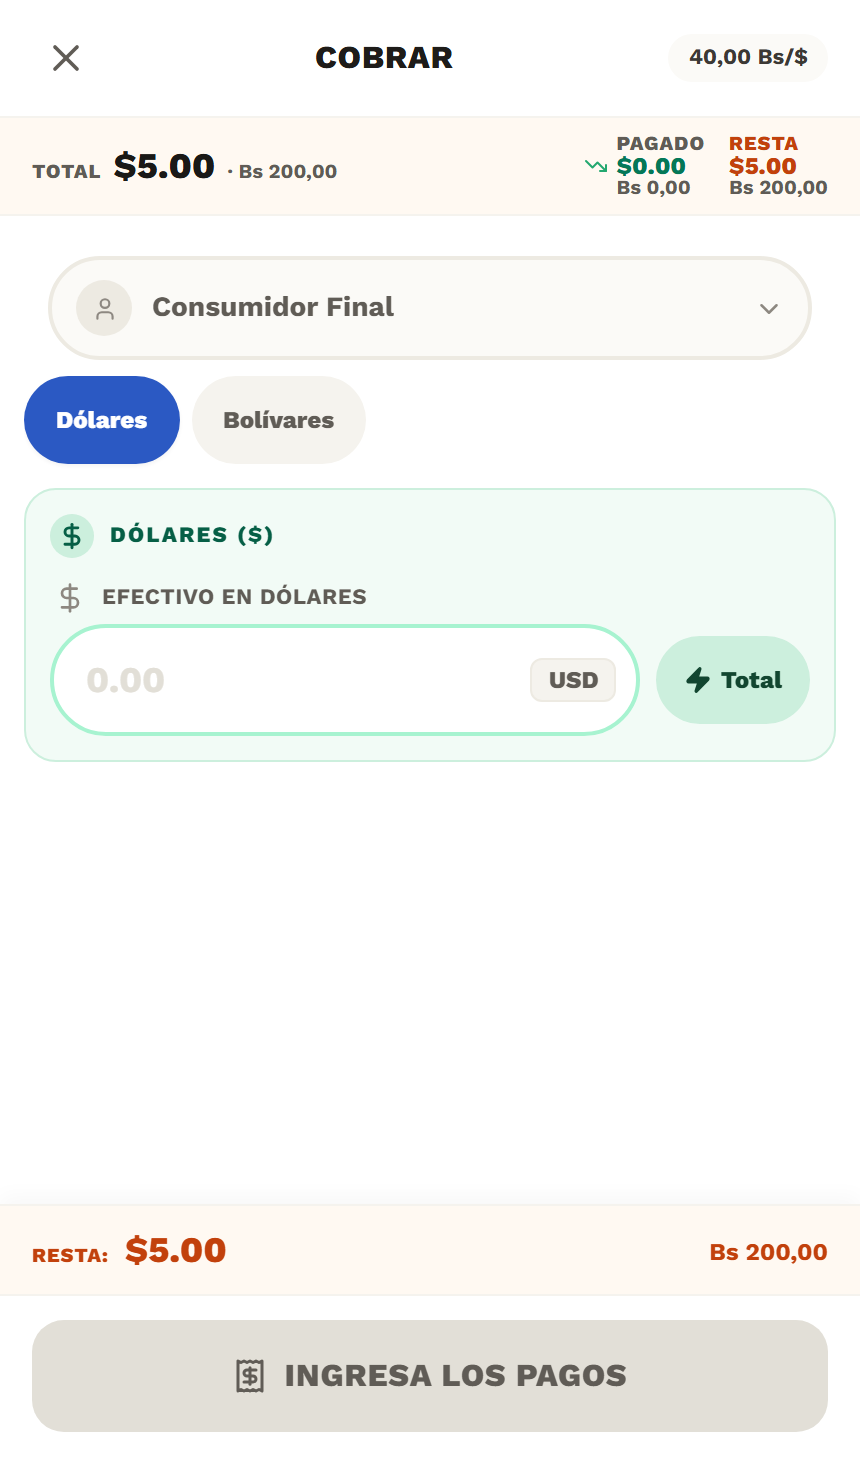 COBRAR
40,00 Bs/$
TOTAL $5.00 · Bs 200,00
PAGADO
$0.00
Bs 0,00
RESTA
$5.00
Bs 200,00
Consumidor Final
Dólares
Bolívares
DÓLARES ($)
EFECTIVO EN DÓLARES
0.00
USD
Total
RESTA: $5.00
Bs 200,00
INGRESA LOS PAGOS